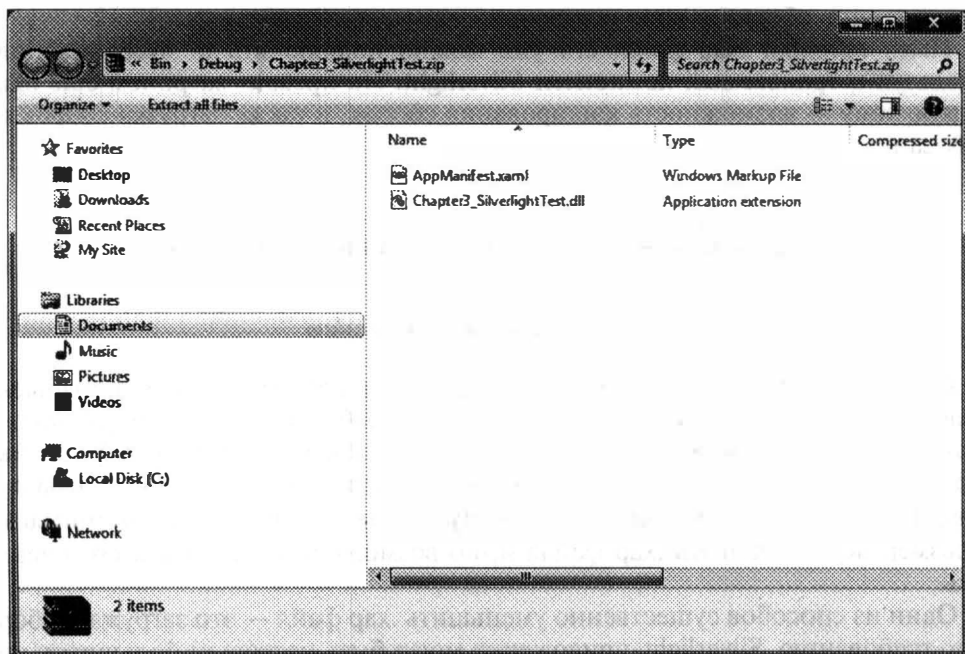 « Bin › Debug › Chapter3_SilverlightTest.zip
Search Chapter3_SilverlightTest.zip
Organize
Extract all files
Favorites
Desktop
Downloads
Recent Places
My Site
Libraries
Documents
Music
Pictures
Videos
Computer
Local Disk (C:)
Network
Name
Type
Compressed size
AppManifest.xaml
Windows Markup File
Chapter3_SilverlightTest.dll
Application extension
2 items